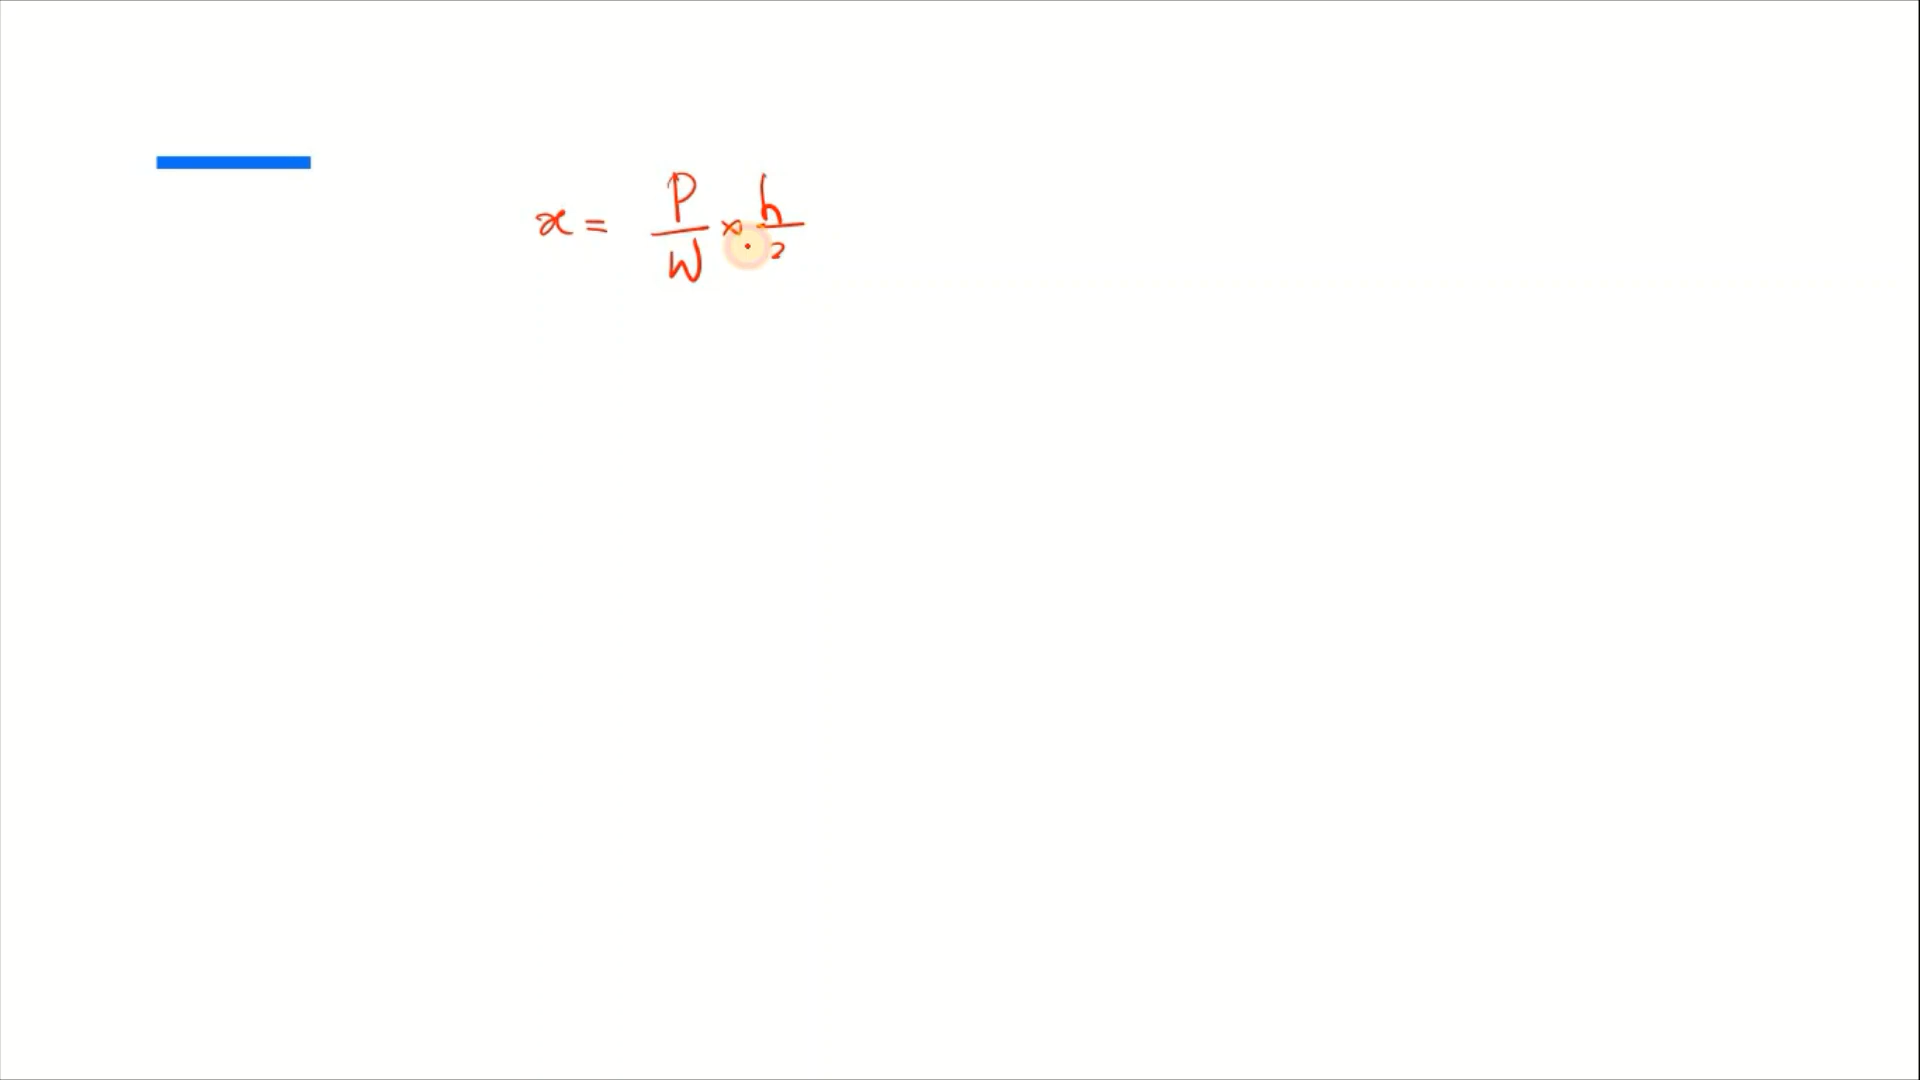 x = P/W × h/2